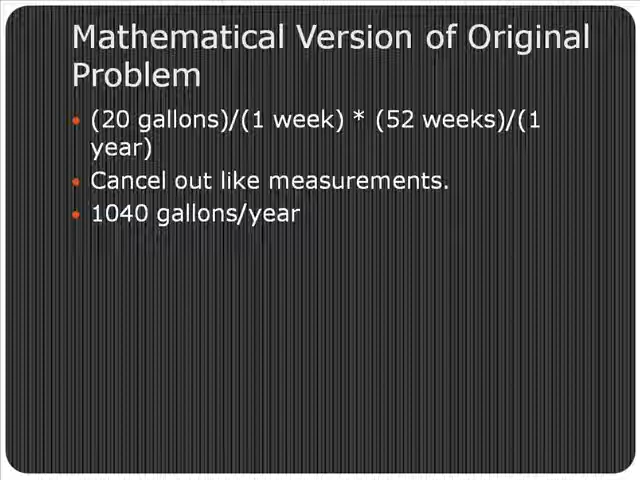 Mathematical Version of Original
Problem
• (20 gallons)/(1 week) * (52 weeks)/(1
year)
• Cancel out like measurements.
• 1040 gallons/year